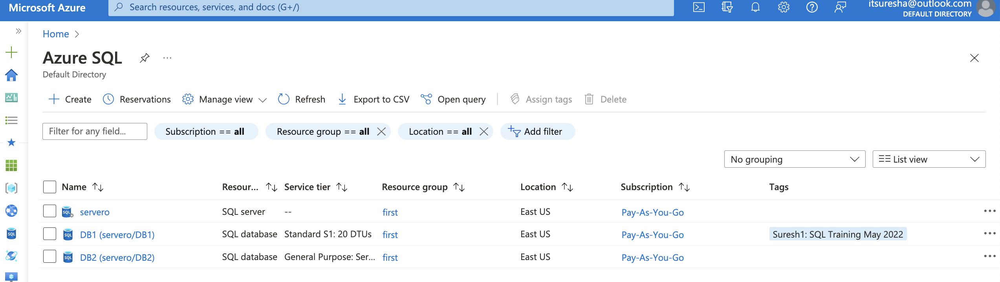 Microsoft Azure
Search resources, services, and docs (G+/)
itsuresha@outlook.com
DEFAULT DIRECTORY
Home
Azure SQL
Default Directory
Create Reservations Manage view Refresh Export to CSV Open query Assign tags Delete
Filter for any field... Subscription == all Resource group == all Location == all Add filter
No grouping List view
Name Resour... Service tier Resource group Location Subscription Tags
SQL servero SQL server -- first East US Pay-As-You-Go
SQL DB1 (servero/DB1) SQL database Standard S1: 20 DTUs first East US Pay-As-You-Go Suresh1: SQL Training May 2022
SQL DB2 (servero/DB2) SQL database General Purpose: Ser... first East US Pay-As-You-Go
SQL